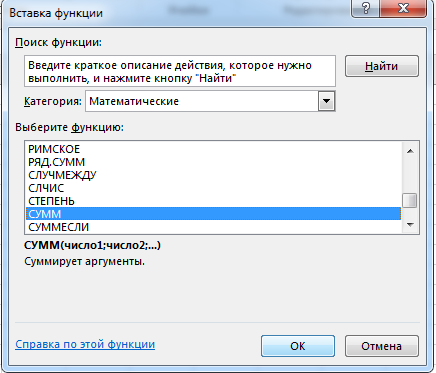 Вставка функции
Поиск функции:
Введите краткое описание действия, которое нужно
выполнить, и нажмите кнопку "Найти"
Найти
Категория: Математические
Выберите функцию:
РИМСКОЕ
РЯД.СУММ
СЛУЧМЕЖДУ
СЛЧИС
СТЕПЕНЬ
СУММ
СУММЕСЛИ
СУММ(число1;число2;...)
Суммирует аргументы.
Справка по этой функции
ОК
Отмена